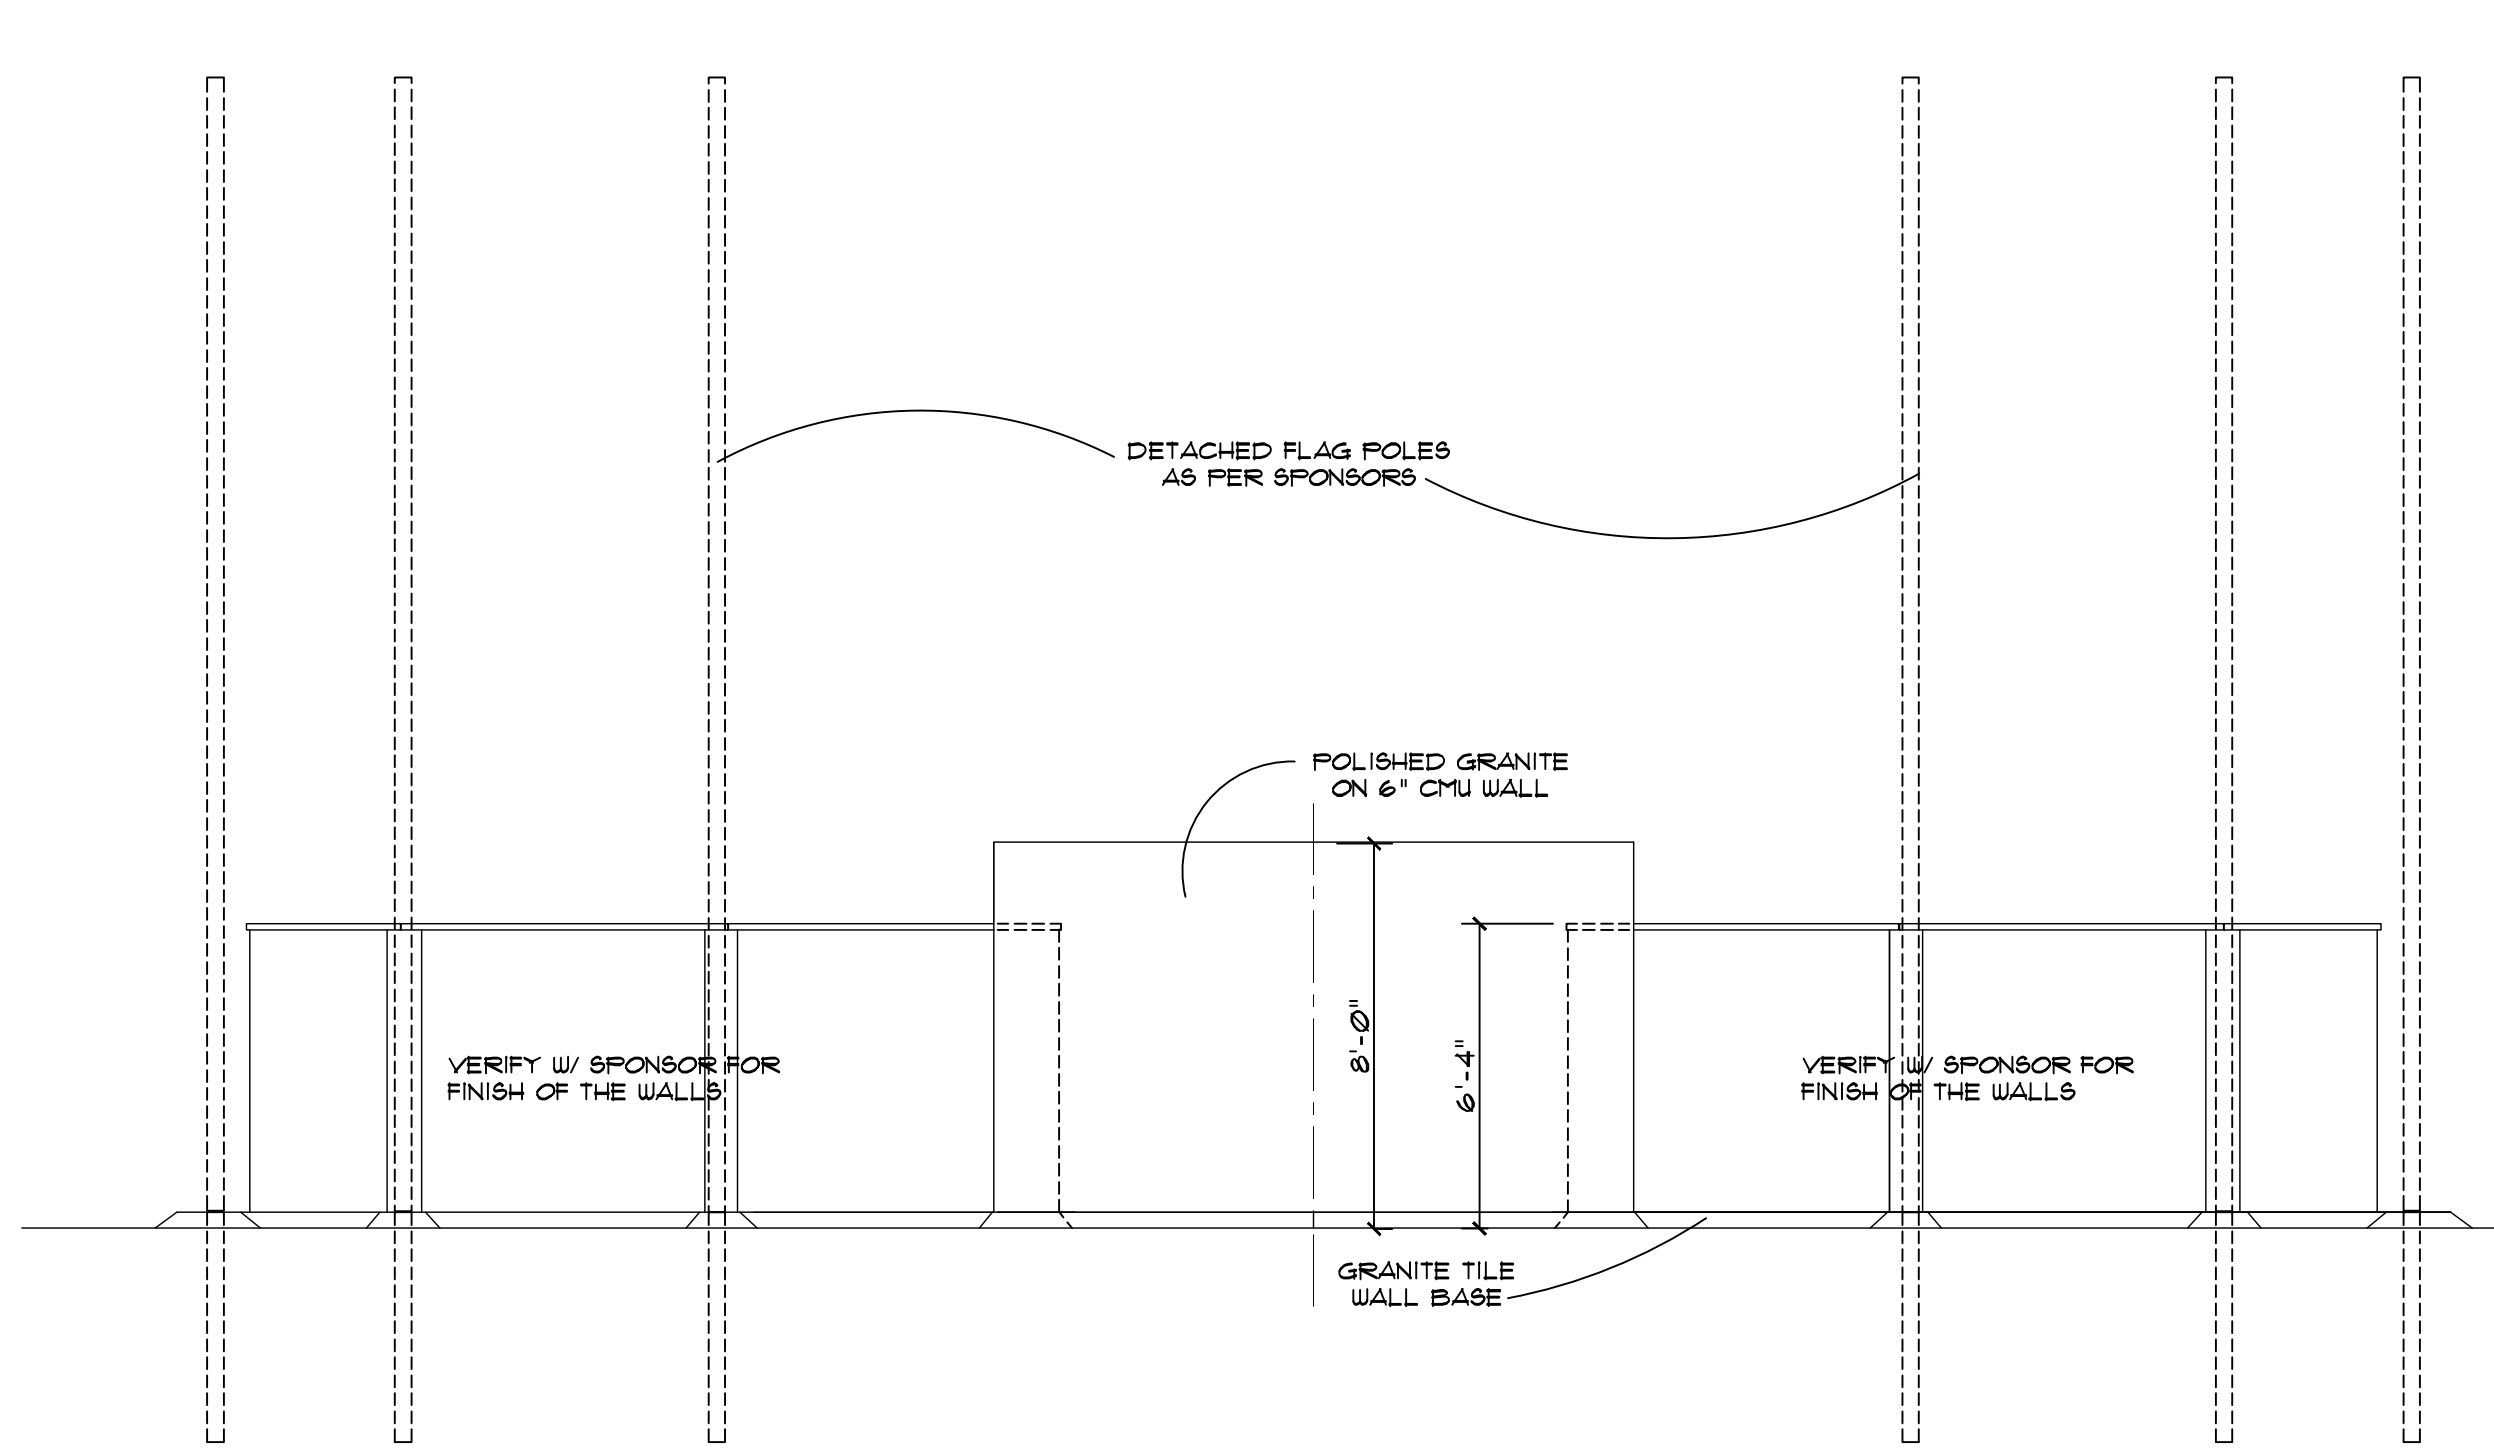 DETACHED FLAG POLES
AS PER SPONSORS
POLISHED GRANITE
ON 6" CMU WALL
8'-0"
6'-4"
VERIFY W/ SPONSOR FOR
FINISH OF THE WALLS
VERIFY W/ SPONSOR FOR
FINISH OF THE WALLS
GRANITE TILE
WALL BASE